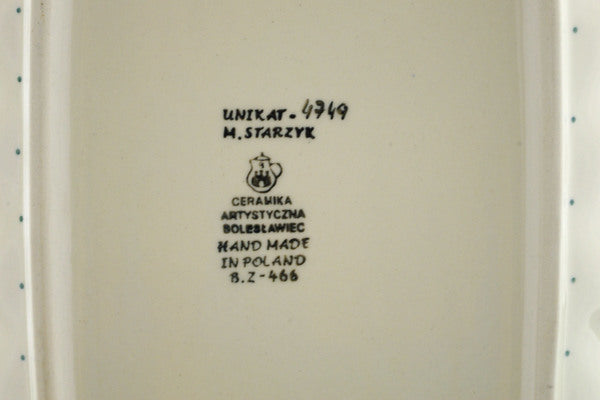 UNIKAT - 4749
M. STARZYK
CERAMIKA
ARTYSTYCZNA
BOLESŁAWIEC
HAND MADE
IN POLAND
B.Z-466